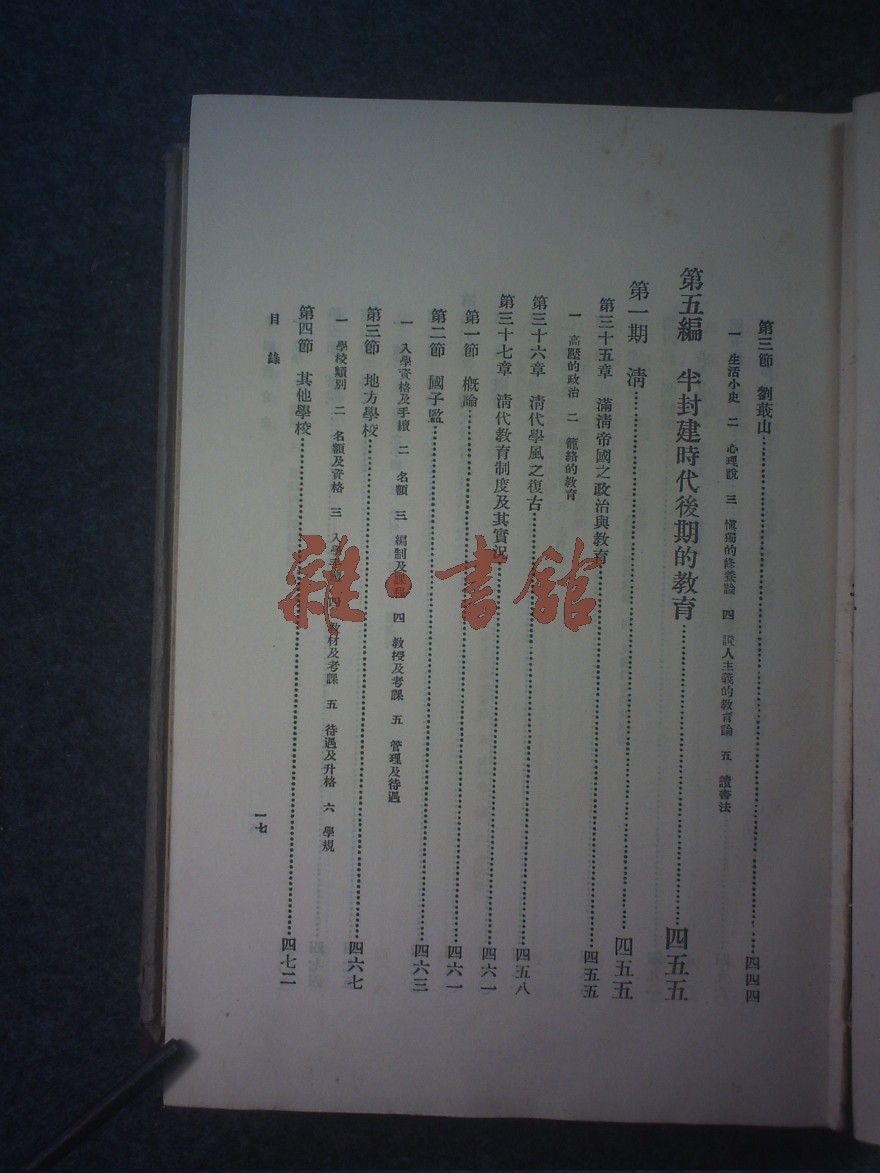 第三節　劉蕺山……四四四
一　生活小史　二　心理說　三　慎獨的修養論　四　人主義的教育論　五　讀書法
第五編　半封建時代後期的教育……四五五
第一期　清……四五五
第三十五章　滿清帝國之政治與教育……四五五
一　高壓的政治　二　籠絡的教育
第三十六章　清代學風之復古……四五八
第三十七章　清代教育制度及其實況……四六一
第一節　概論……四六一
第二節　國子監……四六三
一　入學資格及手續　二　名額　三　編制及課程　四　教授及考課　五　管理及待遇
第三節　地方學校……四六七
一　學校類別　二　名額及資格　三　入學手續　四　教材及考課　五　待遇及升格　六　學規
第四節　其他學校……四七二
目錄
一七
雜·書館